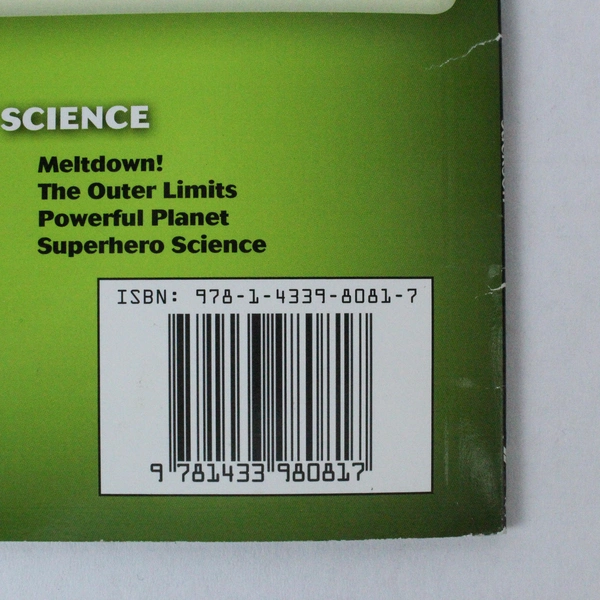 SCIENCE
Meltdown!
The Outer Limits
Powerful Planet
Superhero Science
ISBN: 978-1-4339-8081-7
9 781433 980817